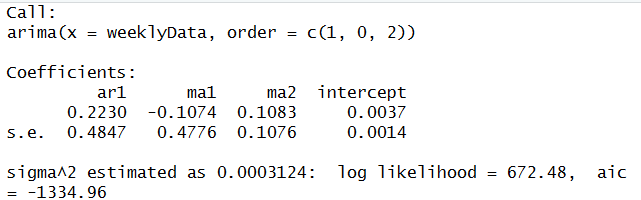 Call:
arima(x = weeklyData, order = c(1, 0, 2))
Coefficients:
ar1 ma1 ma2 intercept
0.2230 -0.1074 0.1083 0.0037
s.e. 0.4847 0.4776 0.1076 0.0014
sigma^2 estimated as 0.0003124: log likelihood = 672.48, aic
= -1334.96